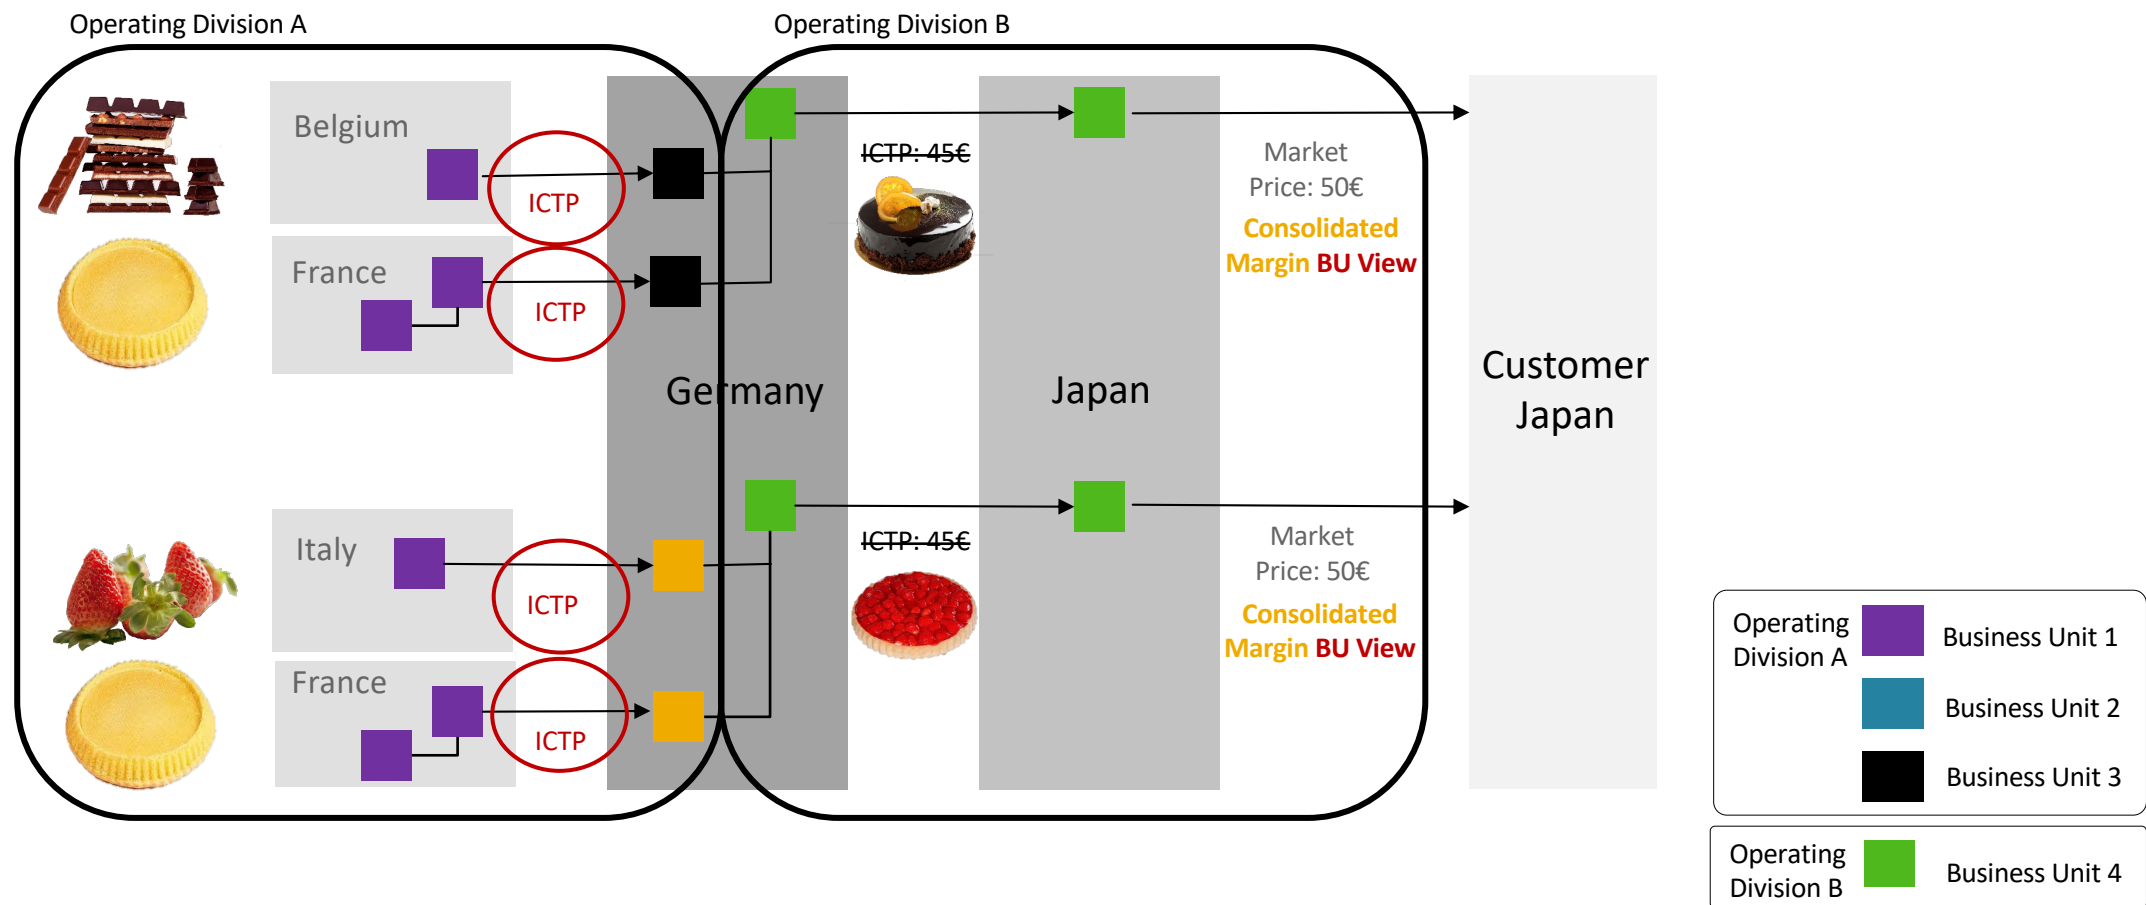 Operating Division A
Operating Division B
Belgium
ICTP
ICTP: 45€
Market
Price: 50€
Consolidated
Margin BU View
France
ICTP
Germany
Japan
Customer
Japan
Italy
ICTP
ICTP: 45€
Market
Price: 50€
Consolidated
Margin BU View
France
ICTP
Operating
Division A
Business Unit 1
Business Unit 2
Business Unit 3
Operating
Division B
Business Unit 4